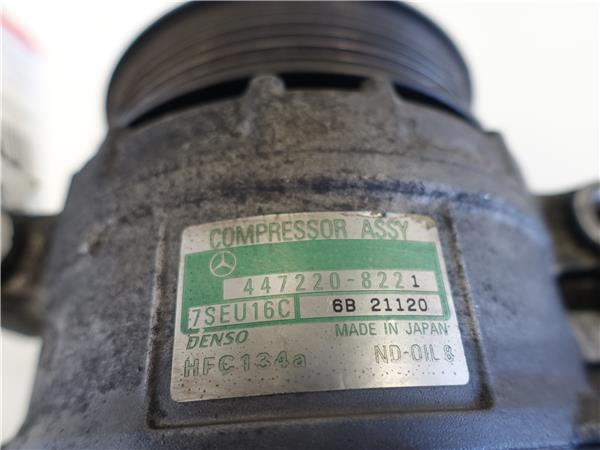 COMPRESSOR ASSY
447220-8221
7SEU16C 6B 21120
DENSO MADE IN JAPAN
HFC134a ND-OIL 8